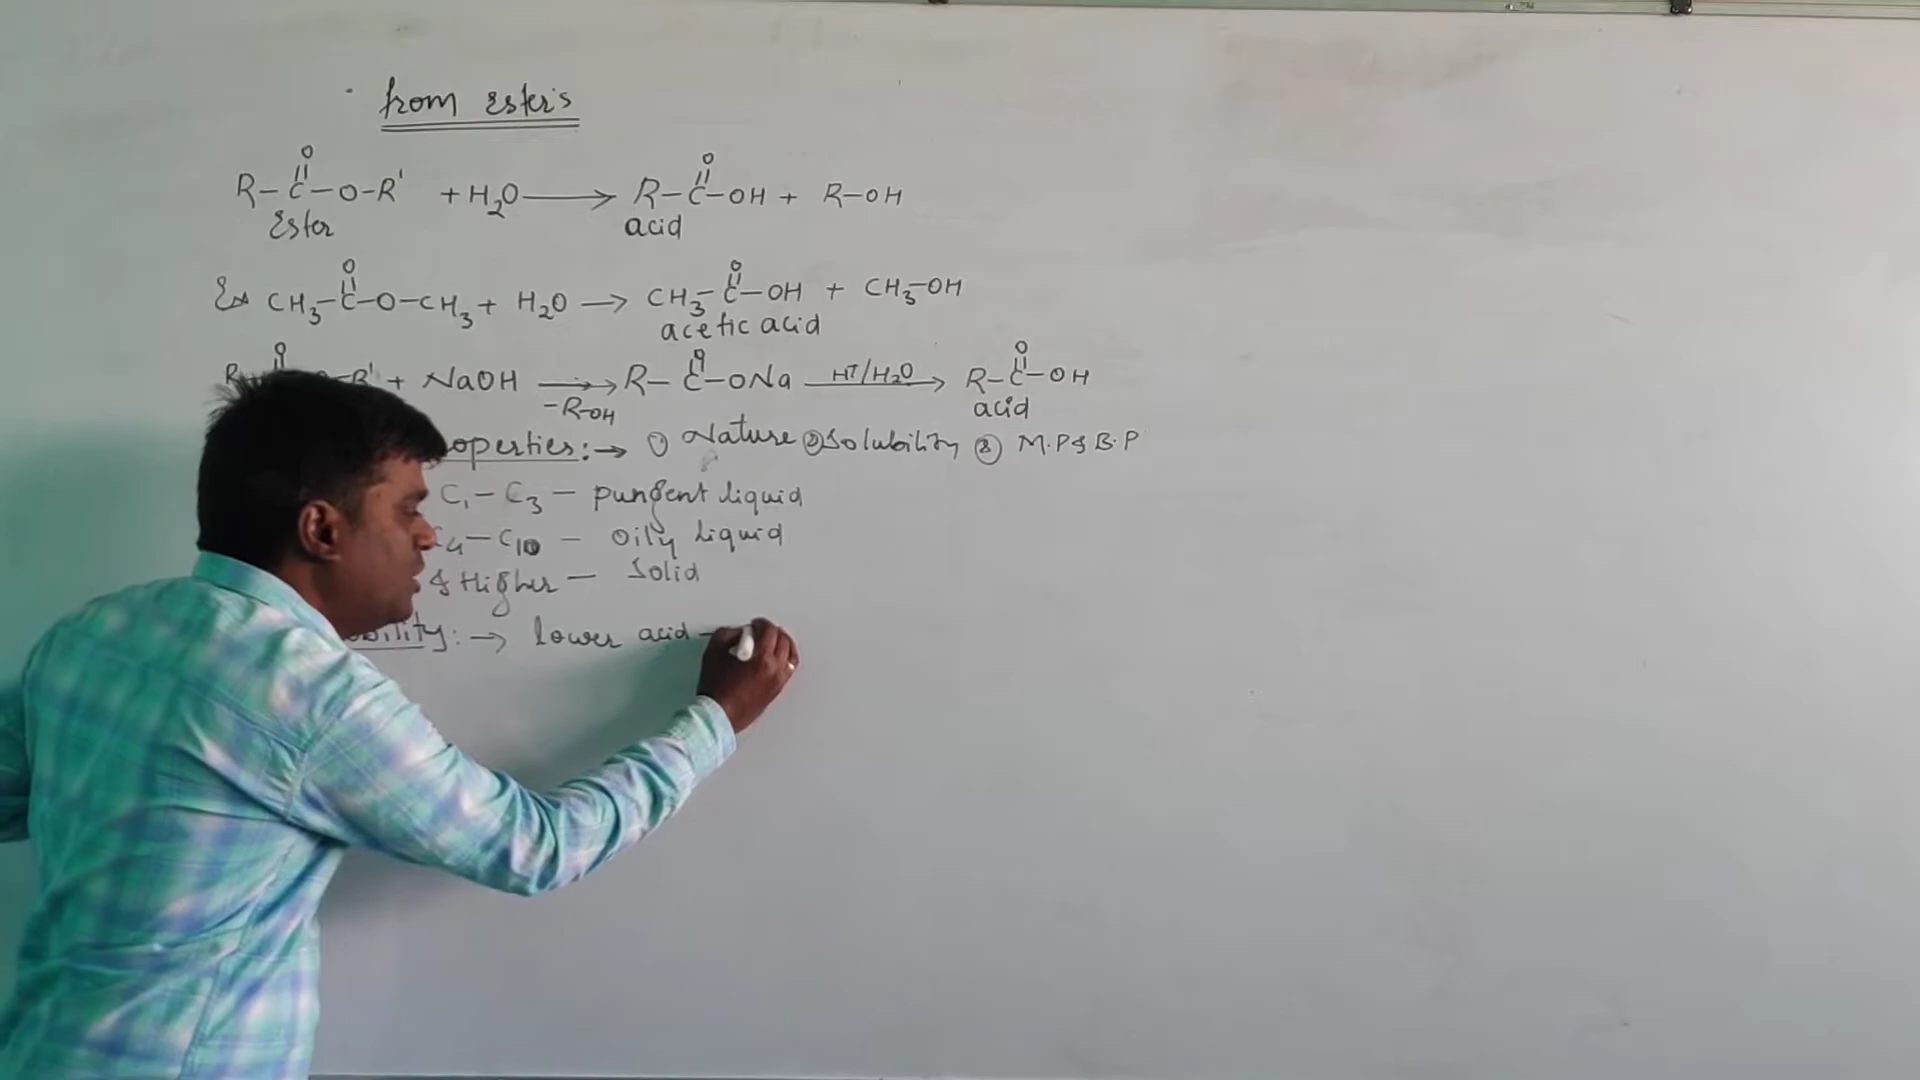 from Ester's
O O
R-C-O-R' + H2O ⟶ R-C-OH + R-OH
Ester acid
O O
Ex CH3-C-O-CH3 + H2O ⟶ CH3-C-OH + CH3-OH
acetic acid
O O O
R R' + NaOH ⟶ R-C-ONa H+/H2O ⟶ R-C-OH
-R-OH acid
operties:→ ① Nature ② Solubility ③ M.P & B.P
C1-C3 - pungent liquid
C4-C10 - oily liquid
& Higher - Solid
bility:→ lower acid -